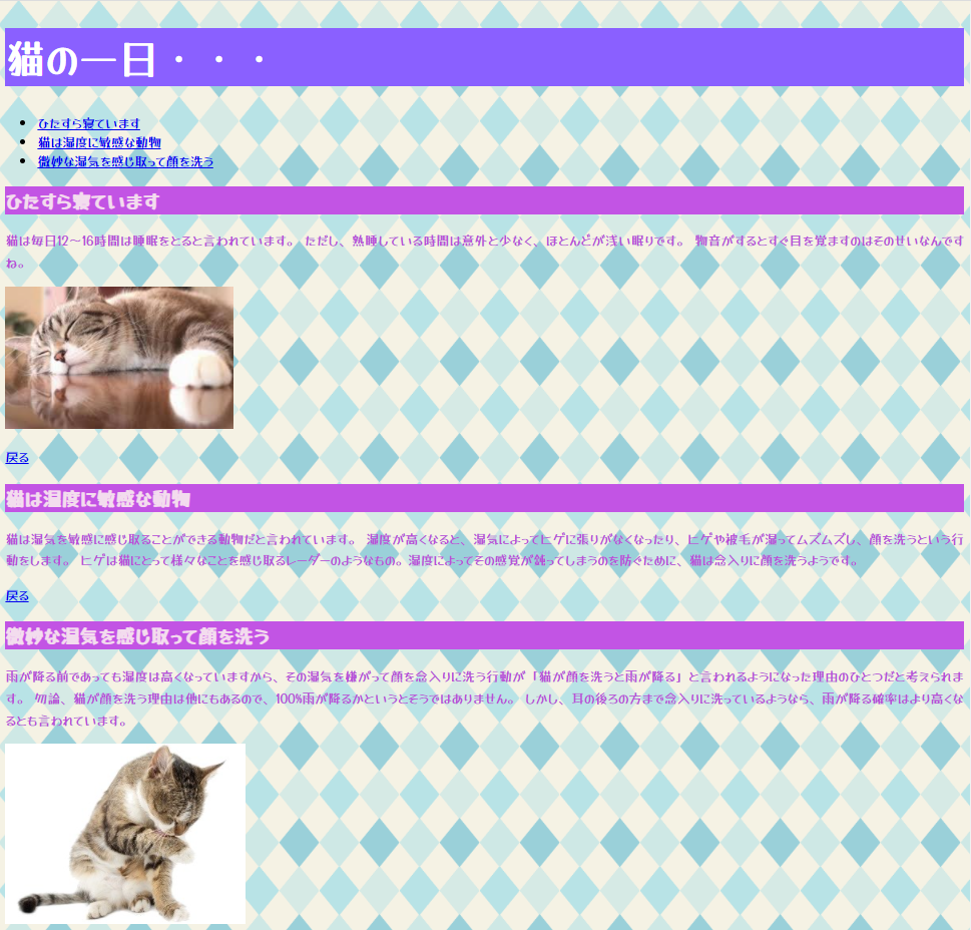 猫の一日・・・
ひたすら寝ています
猫は湿度に敏感な動物
微妙な湿気を感じ取って顔を洗う
ひたすら寝ています
猫は毎日12～16時間は睡眠をとると言われています。 ただし、熟睡している時間は意外と少なく、ほとんどが浅い眠りです。 物音がするとすぐ目を覚ますのはそのせいなんです
ね。
戻る
猫は湿度に敏感な動物
猫は湿気を敏感に感じ取ることができる動物だと言われています。 湿度が高くなると、湿気によってヒゲに張りがなくなったり、ヒゲや被毛が湿ってムズムズし、顔を洗うという行
動をします。 ヒゲは猫にとって様々なことを感じ取るレーダーのようなもの。湿度によってその感覚が鈍ってしまうのを防ぐために、猫は念入りに顔を洗うようです。
戻る
微妙な湿気を感じ取って顔を洗う
雨が降る前であっても湿度は高くなっていますから、その湿気を嫌がって顔を念入りに洗う行動が「猫が顔を洗うと雨が降る」と言われるようになった理由のひとつだと考えられま
す。 勿論、猫が顔を洗う理由は他にもあるので、100%雨が降るかというとそうではありません。 しかし、耳の後ろの方まで念入りに洗っているようなら、雨が降る確率はより高くな
るとも言われています。